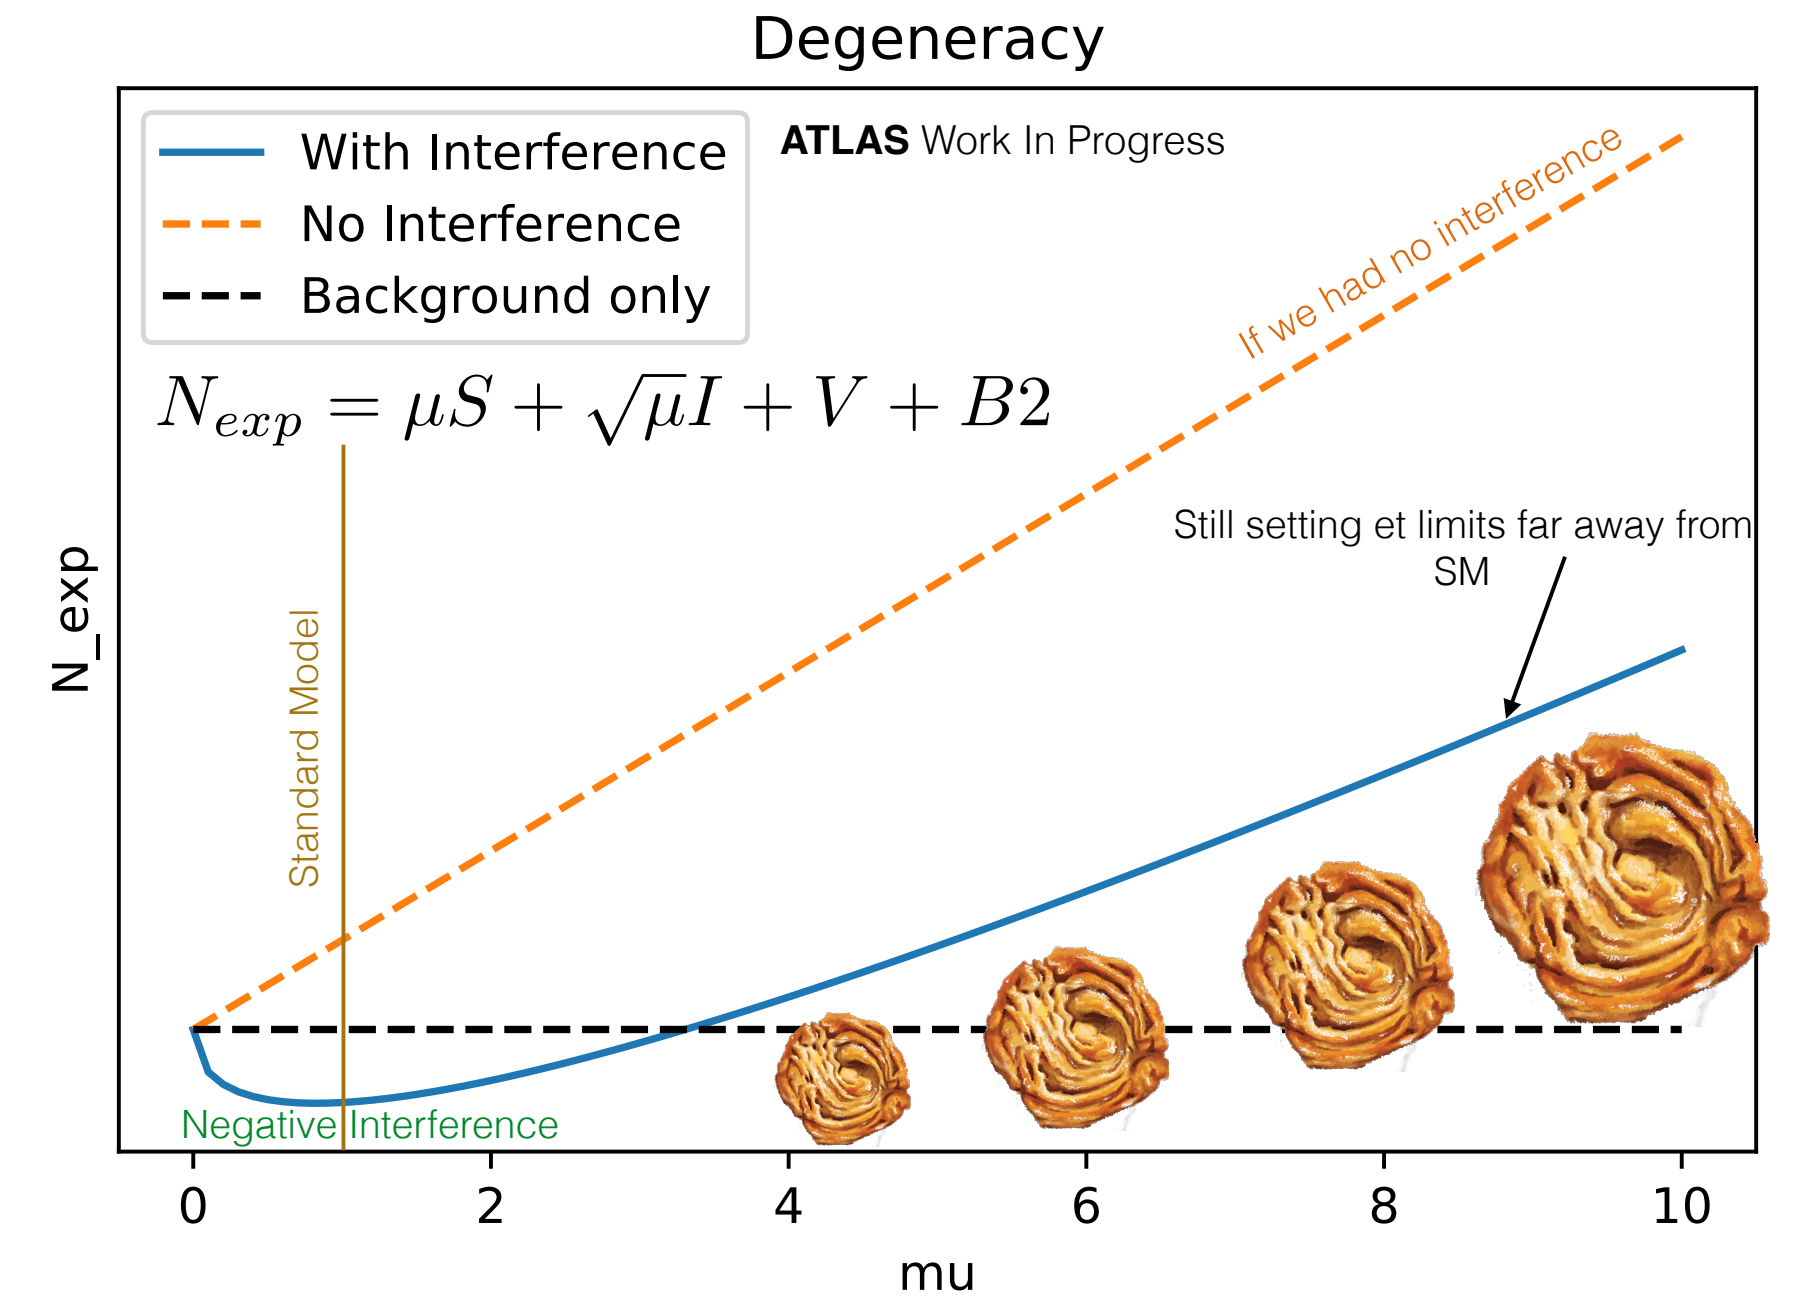 Degeneracy
With Interference
No Interference
Background only
ATLAS Work In Progress
If we had no interference
N_{exp} = μS + √μI + V + B2
Still setting et limits far away from
SM
Standard Model
Negative Interference
N_exp
0 2 4 6 8 10
mu